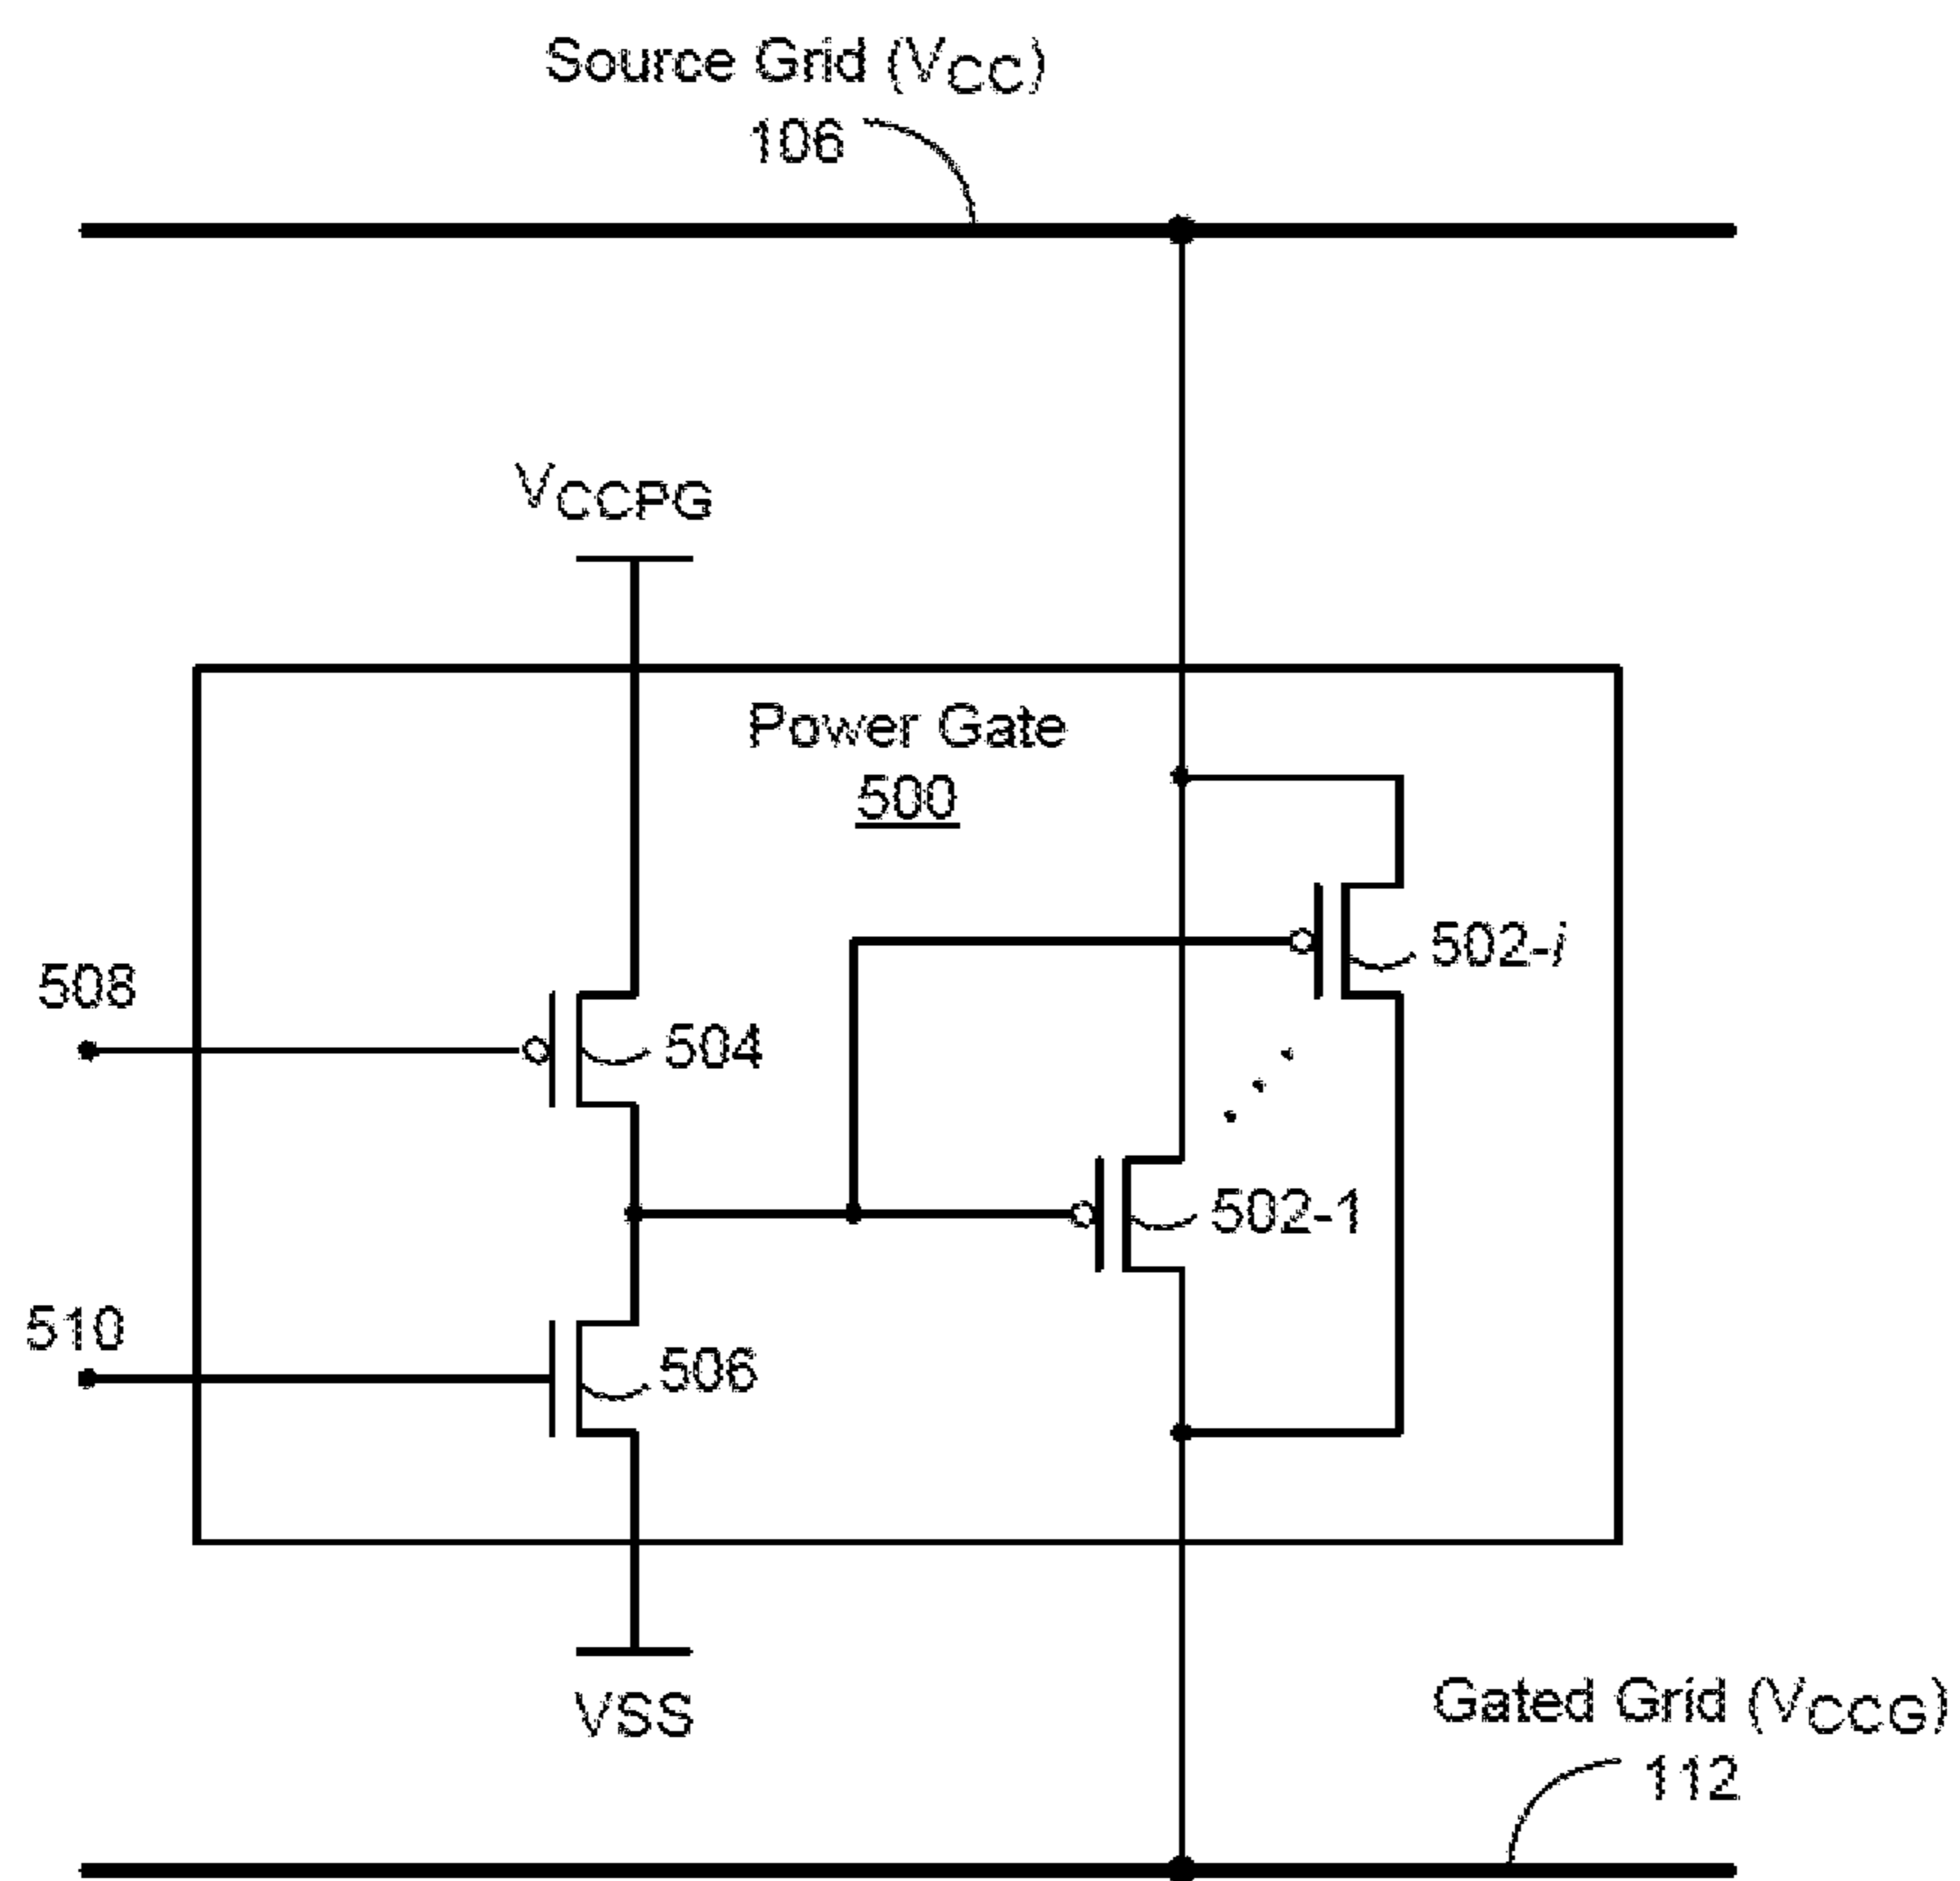 Source Grid (VCC)
106
VCCPG
Power Gate
500
502-i
508
504
502-1
510
506
VSS
Gated Grid (VCCG)
112